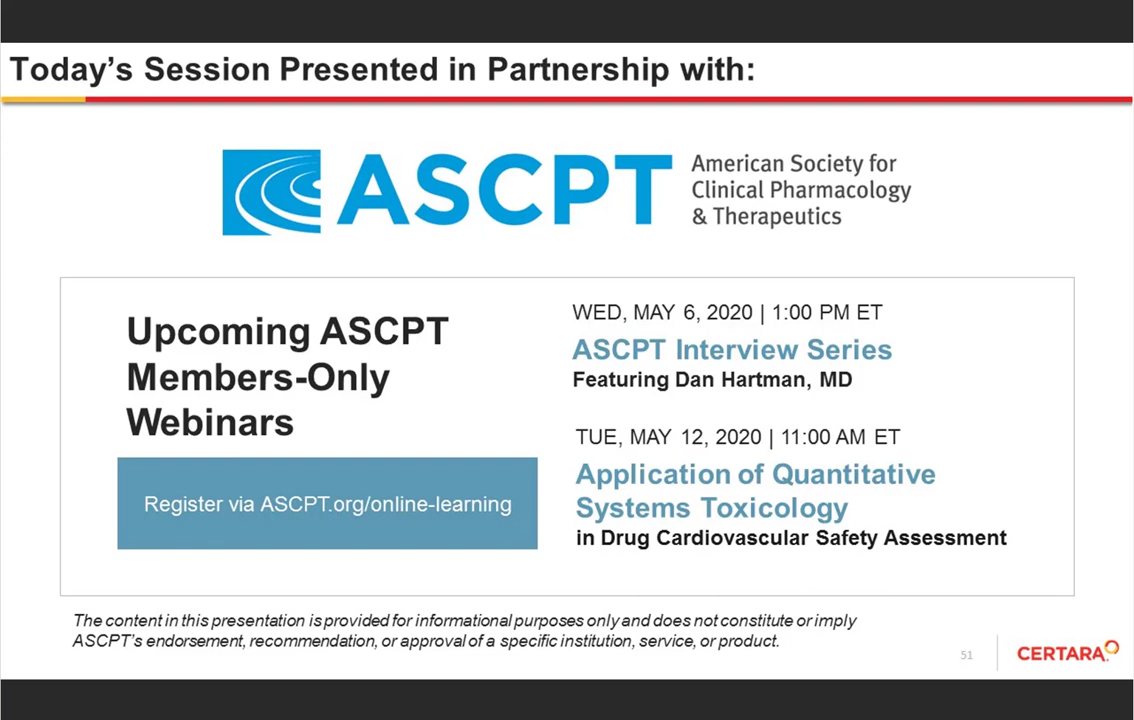 Today's Session Presented in Partnership with:
ASCPT
American Society for
Clinical Pharmacology
& Therapeutics
Upcoming ASCPT
Members-Only
Webinars
Register via ASCPT.org/online-learning
WED, MAY 6, 2020 | 1:00 PM ET
ASCPT Interview Series
Featuring Dan Hartman, MD
TUE, MAY 12, 2020 | 11:00 AM ET
Application of Quantitative
Systems Toxicology
in Drug Cardiovascular Safety Assessment
The content in this presentation is provided for informational purposes only and does not constitute or imply
ASCPT's endorsement, recommendation, or approval of a specific institution, service, or product.
51
CERTARA